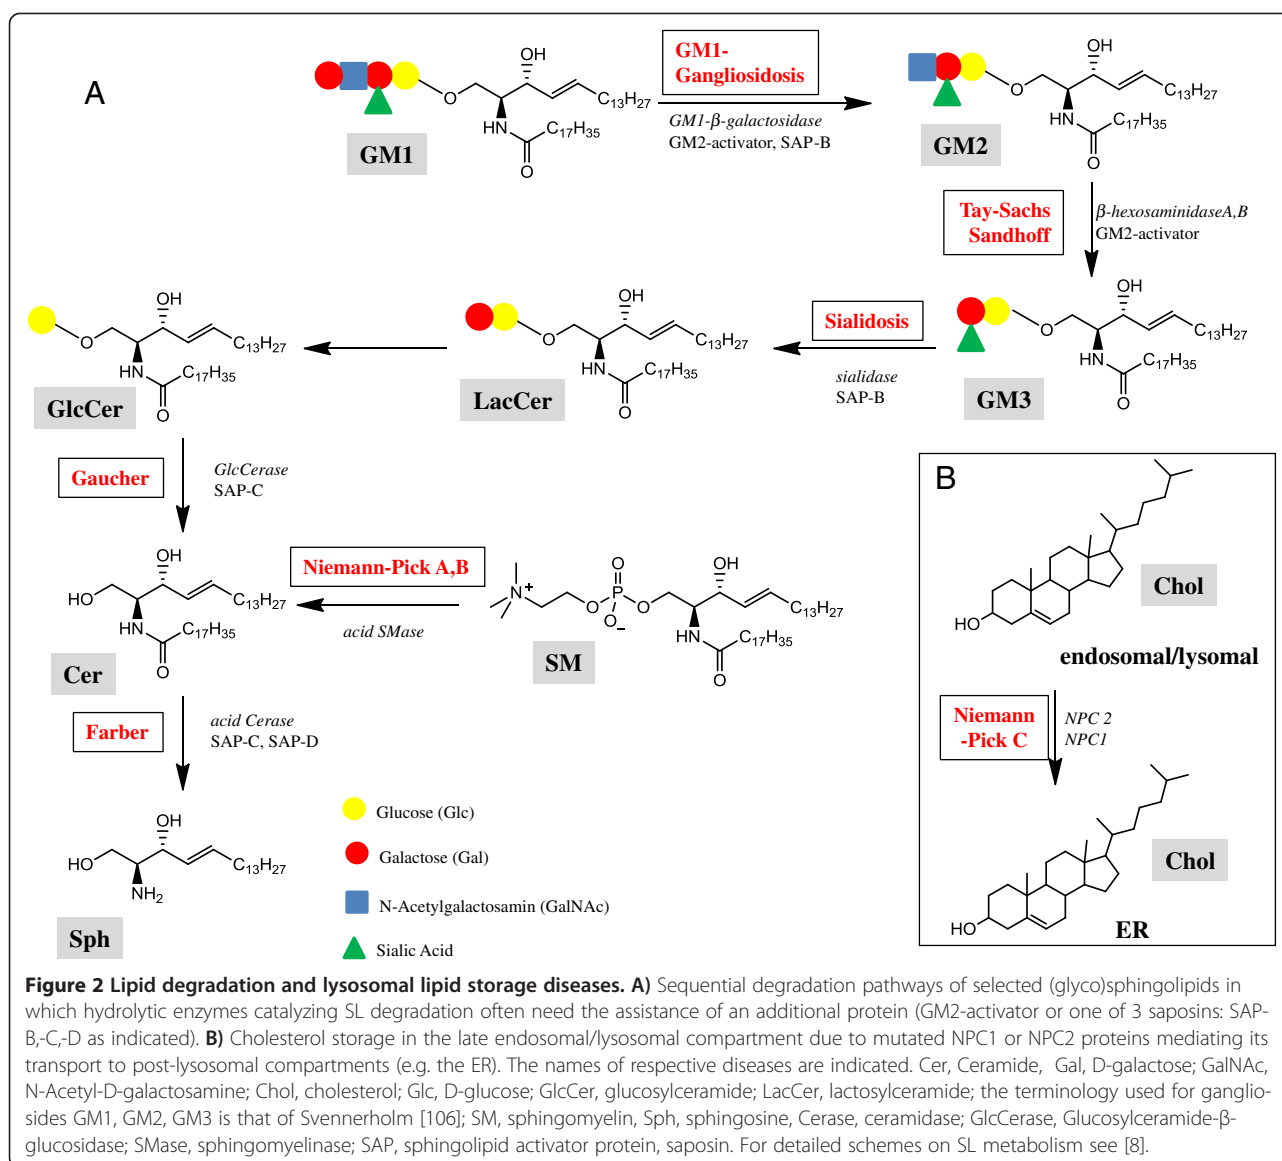 A
GM1-
Gangliosidosis
GM1-β-galactosidase
GM2-activator, SAP-B
OH
O
HN
O
C13H27
C17H35
GM1
OH
O
HN
O
C13H27
C17H35
GM2
Tay-Sachs
Sandhoff
β-hexosaminidaseA,B
GM2-activator
OH
O
HN
O
C13H27
C17H35
GM3
Sialidosis
sialidase
SAP-B
OH
O
HN
O
C13H27
C17H35
LacCer
OH
O
HN
O
C13H27
C17H35
GlcCer
Gaucher
GlcCerase
SAP-C
OH
HO
HN
O
C13H27
C17H35
Cer
Niemann-Pick A,B
acid SMase
N+
O
O
P
O
O−
OH
HN
O
C13H27
C17H35
SM
Farber
acid Cerase
SAP-C, SAP-D
OH
HO
NH2
C13H27
Sph
Glucose (Glc)
Galactose (Gal)
N-Acetylgalactosamin (GalNAc)
Sialic Acid
B
HO
Chol
endosomal/lysomal
Niemann
-Pick C
NPC 2
NPC1
HO
Chol
ER
Figure 2 Lipid degradation and lysosomal lipid storage diseases. A) Sequential degradation pathways of selected (glyco)sphingolipids in
which hydrolytic enzymes catalyzing SL degradation often need the assistance of an additional protein (GM2-activator or one of 3 saposins: SAP-
B,-C,-D as indicated). B) Cholesterol storage in the late endosomal/lysosomal compartment due to mutated NPC1 or NPC2 proteins mediating its
transport to post-lysosomal compartments (e.g. the ER). The names of respective diseases are indicated. Cer, Ceramide, Gal, D-galactose; GalNAc,
N-Acetyl-D-galactosamine; Chol, cholesterol; Glc, D-glucose; GlcCer, glucosylceramide; LacCer, lactosylceramide; the terminology used for ganglio-
sides GM1, GM2, GM3 is that of Svennerholm [106]; SM, sphingomyelin, Sph, sphingosine, Cerase, ceramidase; GlcCerase, Glucosylceramide-β-
glucosidase; SMase, sphingomyelinase; SAP, sphingolipid activator protein, saposin. For detailed schemes on SL metabolism see [8].